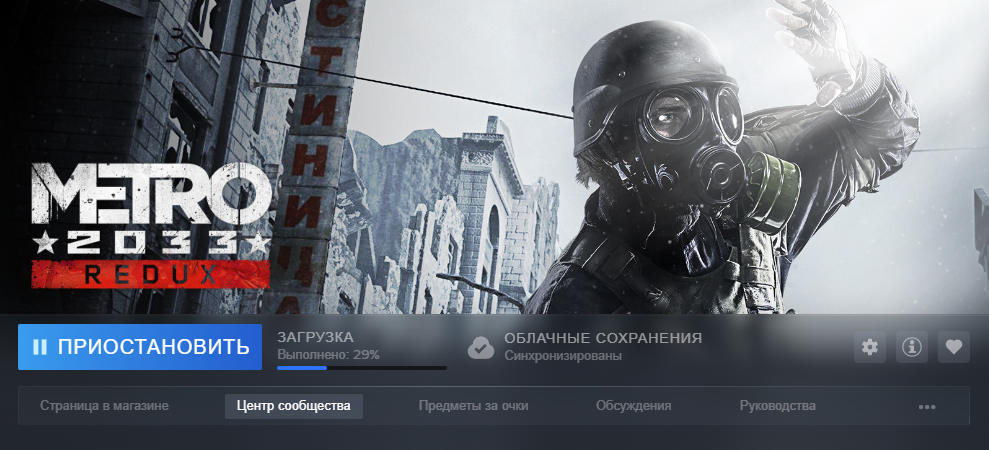 СТИНИЦА
METRO
2033
REDUX
ПРИОСТАНОВИТЬ
ЗАГРУЗКА
Выполнено: 29%
ОБЛАЧНЫЕ СОХРАНЕНИЯ
Синхронизированы
Страница в магазине
Центр сообщества
Предметы за очки
Обсуждения
Руководства